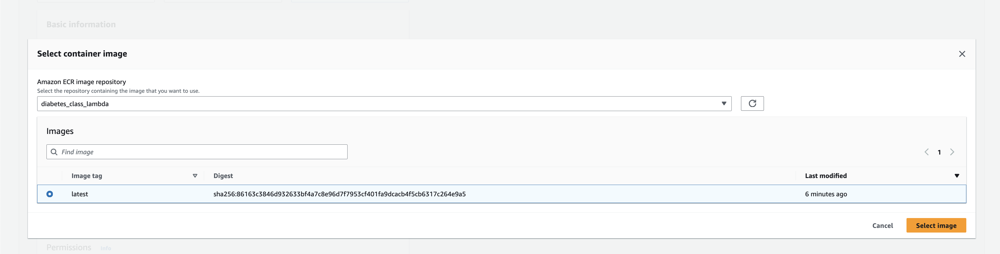 Basic information
Select container image
Amazon ECR image repository
Select the repository containing the image that you want to use.
diabetes_class_lambda
Images
Find image
1
Image tag Digest Last modified
latest sha256:86163c3846d932633bf4a7c8e96d7f7953cf401fa9dcacb4f5cb6317c264e9a5 6 minutes ago
Cancel Select image
Permissions Info